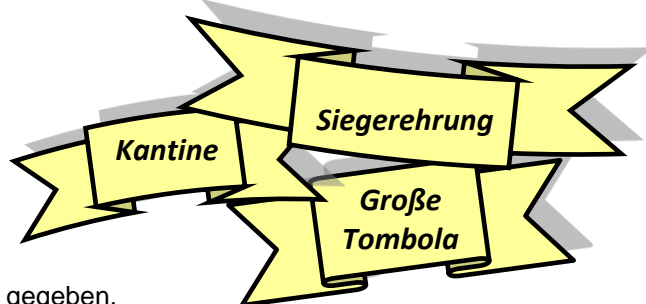 Siegerehrung
Kantine
Große
Tombola
gegeben.